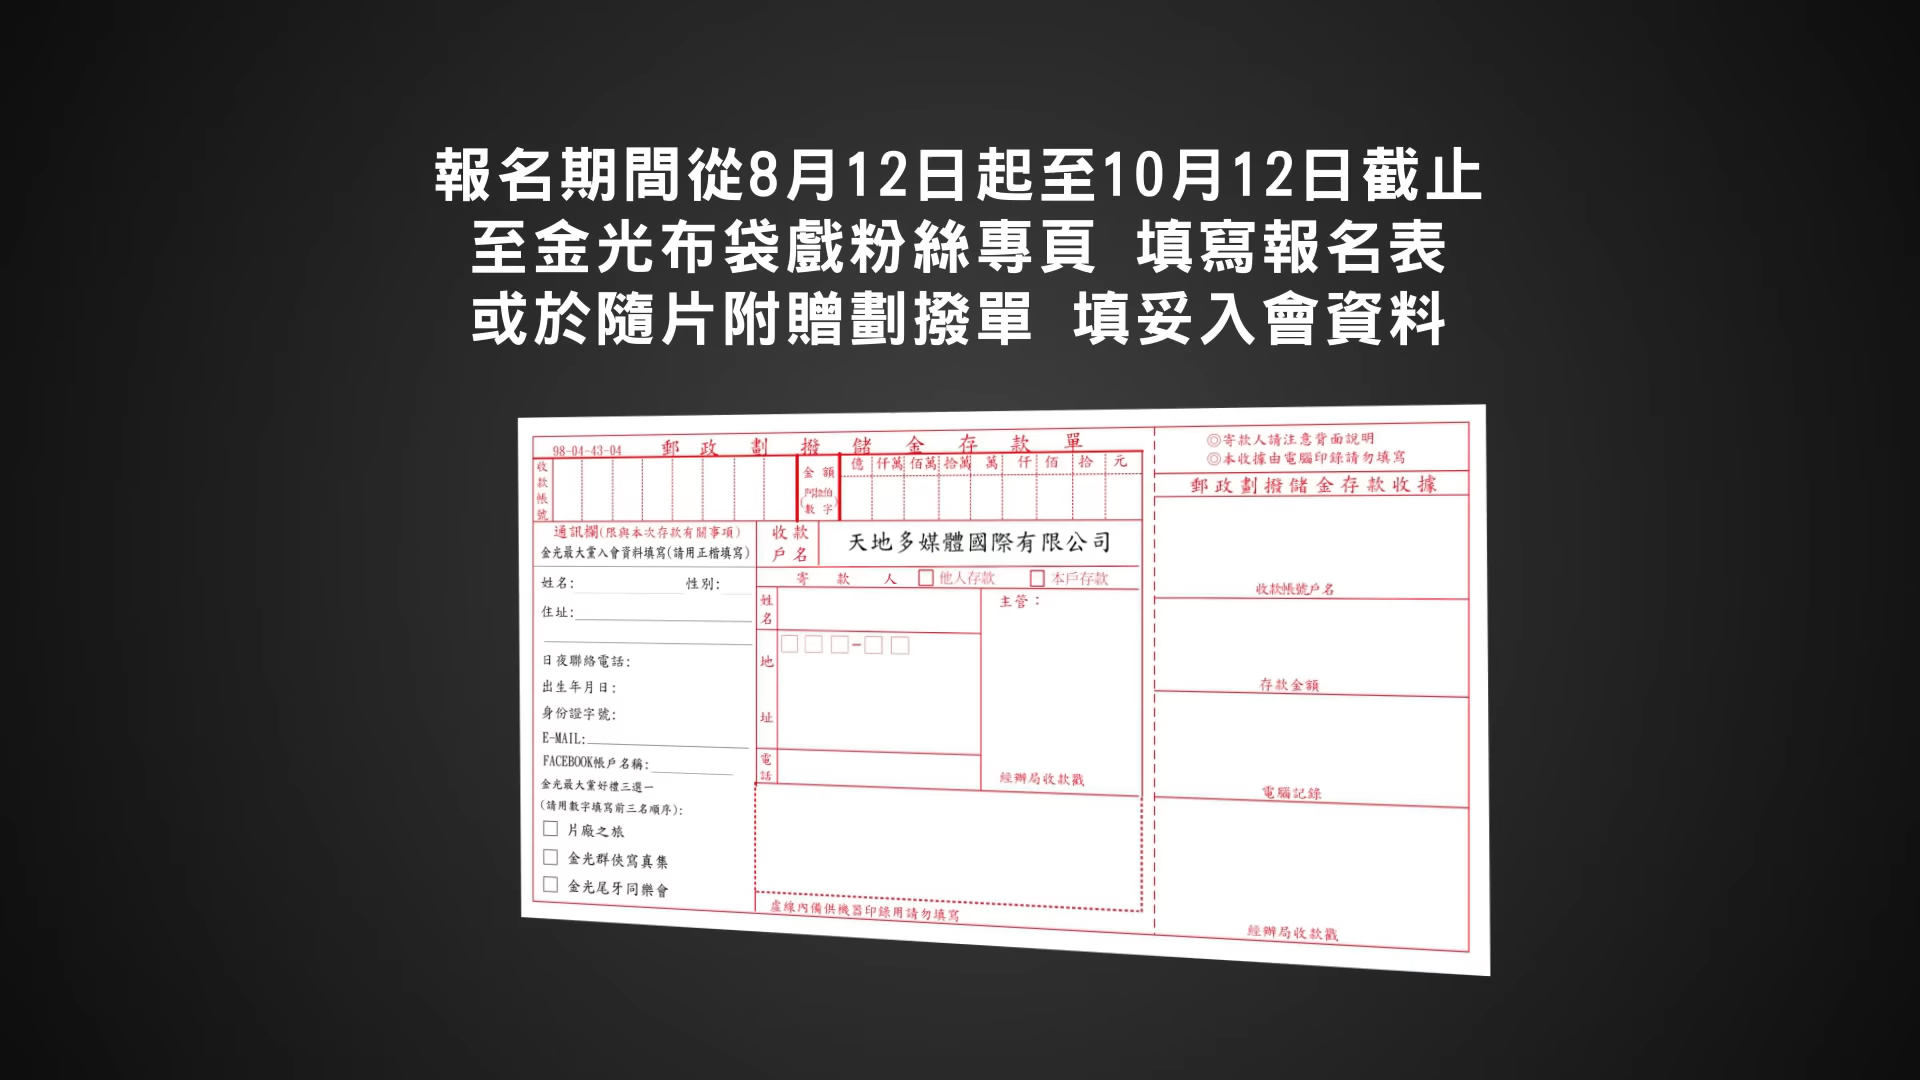 報名期間從8月12日起至10月12日截止
至金光布袋戲粉絲專頁 填寫報名表
或於隨片附贈劃撥單 填妥入會資料
98-04-43-04 郵政劃撥儲金存款單
收款帳號
金額
(阿拉伯數字)
億 仟萬 佰萬 拾萬 萬 仟 佰 拾 元
通訊欄(限與本次存款有關事項)
金光最大黨入會資料填寫(請用正楷填寫)
姓名: 性別:
住址:
日夜聯絡電話:
出生年月日:
身份證字號:
E-MAIL:
FACEBOOK帳戶名稱:
金光最大黨好禮三選一
(請用數字填寫前三名順序):
片廠之旅
金光群俠寫真集
金光尾牙同樂會
收款戶名
天地多媒體國際有限公司
寄款人 他人存款 本戶存款
姓名
主管：
地址
電話
經辦局收款戳
虛線內備供機器印錄用請勿填寫
◎寄款人請注意背面說明
◎本收據由電腦印錄請勿填寫
郵政劃撥儲金存款收據
收款帳號戶名
存款金額
電腦記錄
經辦局收款戳